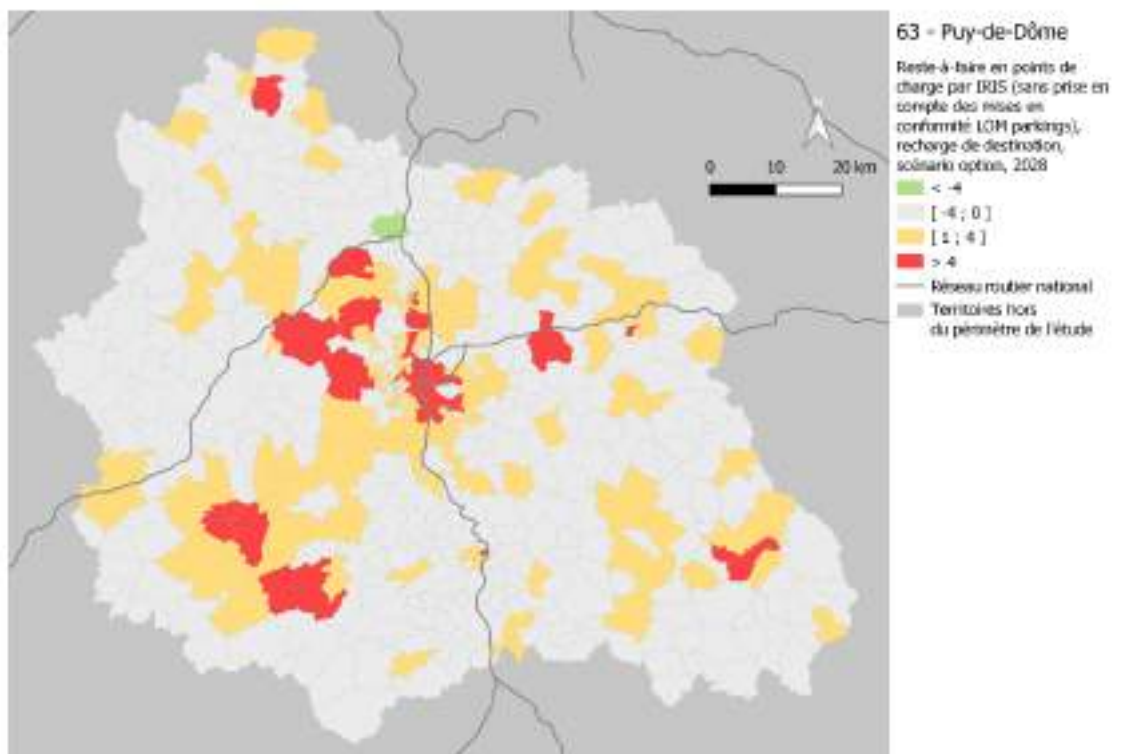 63 - Puy-de-Dôme
Reste-à-faire en points de
charge par IRIS (sans prise en
compte des mises en
conformité LOM parkings),
recharge de destination,
scénario option, 2028
< -4
[ -4 ; 0 ]
[ 1 ; 4 ]
> 4
Réseau routier national
Territoires hors
du périmètre de l'étude
0 10 20 km